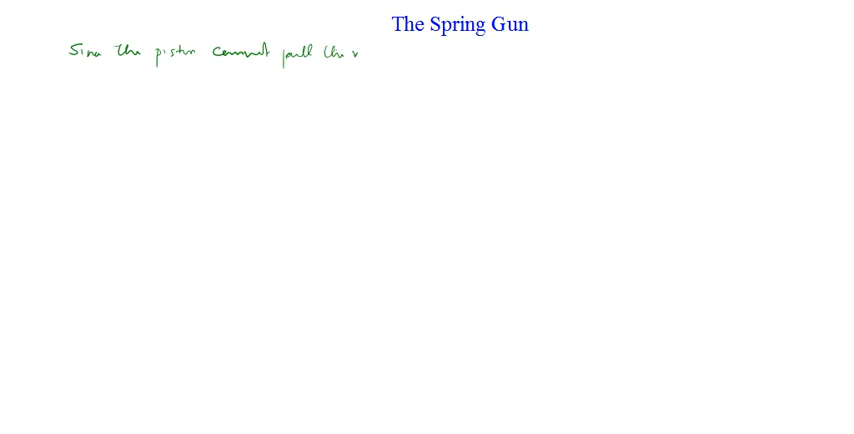 The Spring Gun
Since the piston cannot pull the